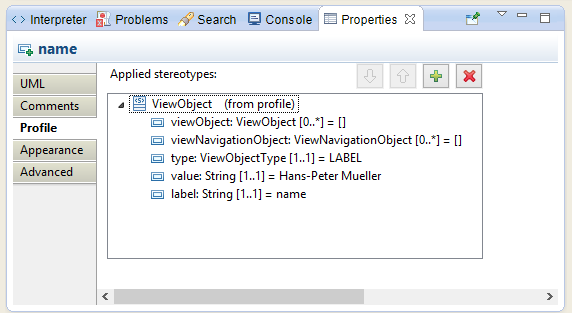 Interpreter Problems Search Console Properties
name
Applied stereotypes:
UML
Comments
Profile
Appearance
Advanced
ViewObject (from profile)
viewObject: ViewObject [0..*] = []
viewNavigationObject: ViewNavigationObject [0..*] = []
type: ViewObjectType [1..1] = LABEL
value: String [1..1] = Hans-Peter Mueller
label: String [1..1] = name